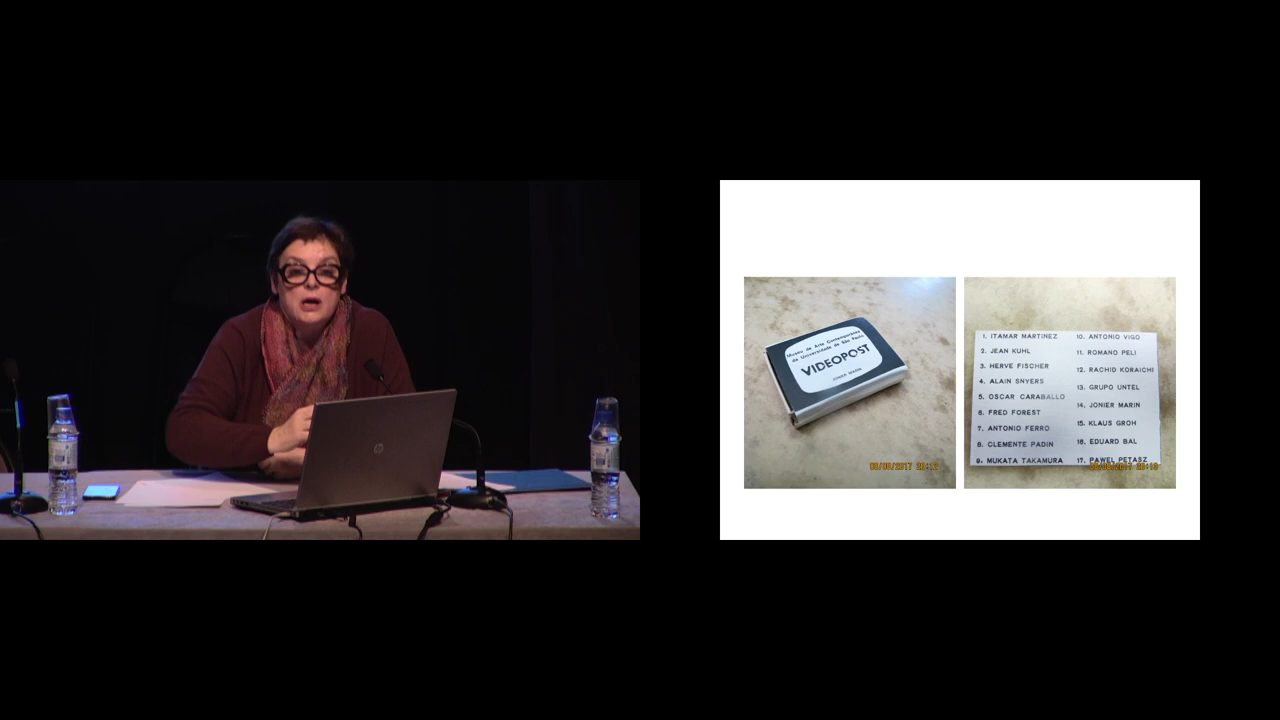 Museu de Arte Contemporânea
da Universidade de São Paulo
VIDEOPOST
JONIER MARIN
1. ITAMAR MARTINEZ
2. JEAN KUHL
3. HERVE FISCHER
4. ALAIN SNYERS
5. OSCAR CARABALLO
6. FRED FOREST
7. ANTONIO FERRO
8. CLEMENTE PADIN
9. MUKATA TAKAMURA
10. ANTONIO VIGO
11. ROMANO PELI
12. RACHID KORAICHI
13. GRUPO UNTEL
14. JONIER MARIN
15. KLAUS GROH
16. EDUARD BAL
17. PAWEL PETASZ
hp